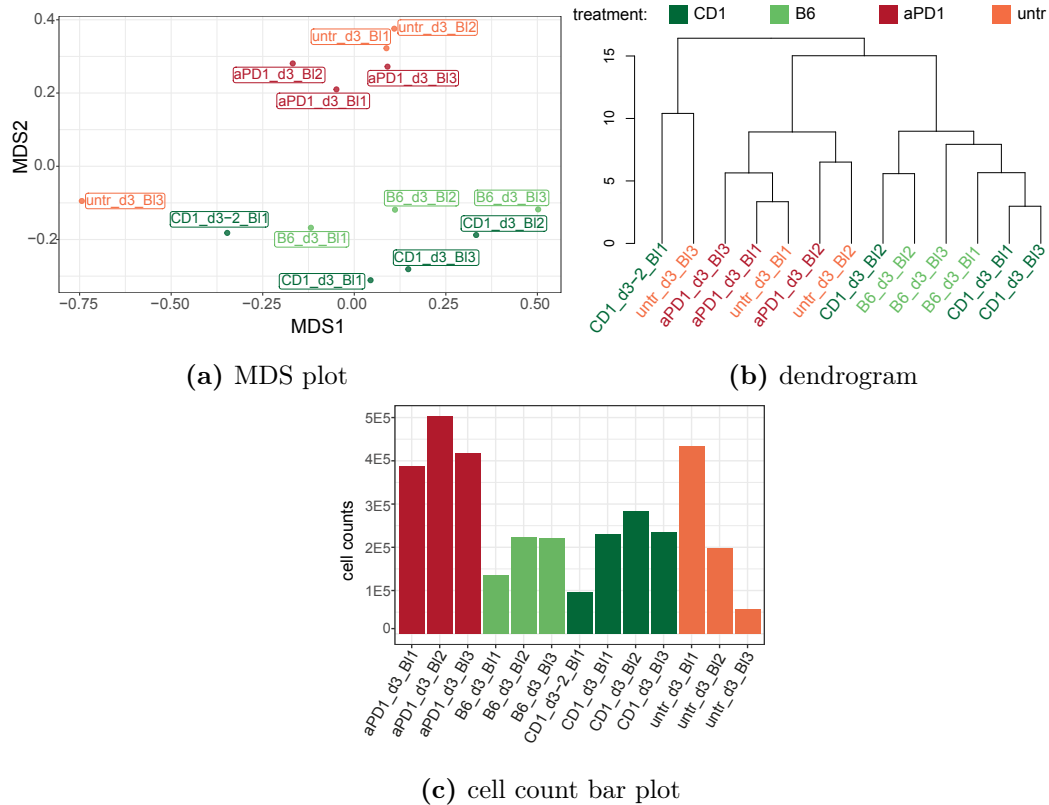 0.4
0.2
0.0
−0.2
MDS2
untr_d3_Bl2
untr_d3_Bl1
aPD1_d3_Bl2
aPD1_d3_Bl3
aPD1_d3_Bl1
B6_d3_Bl2
B6_d3_Bl3
untr_d3_Bl3
CD1_d3−2_Bl1
CD1_d3_Bl2
B6_d3_Bl1
CD1_d3_Bl3
CD1_d3_Bl1
−0.75 −0.50 −0.25 0.00 0.25 0.50
MDS1
(a) MDS plot
treatment: CD1 B6 aPD1 untr
15
10
5
0
CD1_d3−2_Bl1
untr_d3_Bl3
aPD1_d3_Bl3
aPD1_d3_Bl1
untr_d3_Bl1
aPD1_d3_Bl2
untr_d3_Bl2
CD1_d3_Bl2
B6_d3_Bl2
B6_d3_Bl3
B6_d3_Bl1
CD1_d3_Bl1
CD1_d3_Bl3
(b) dendrogram
5E5
4E5
3E5
2E5
1E5
0
cell counts
aPD1_d3_Bl1
aPD1_d3_Bl2
aPD1_d3_Bl3
B6_d3_Bl1
B6_d3_Bl2
B6_d3_Bl3
CD1_d3−2_Bl1
CD1_d3_Bl1
CD1_d3_Bl2
CD1_d3_Bl3
untr_d3_Bl1
untr_d3_Bl2
untr_d3_Bl3
(c) cell count bar plot